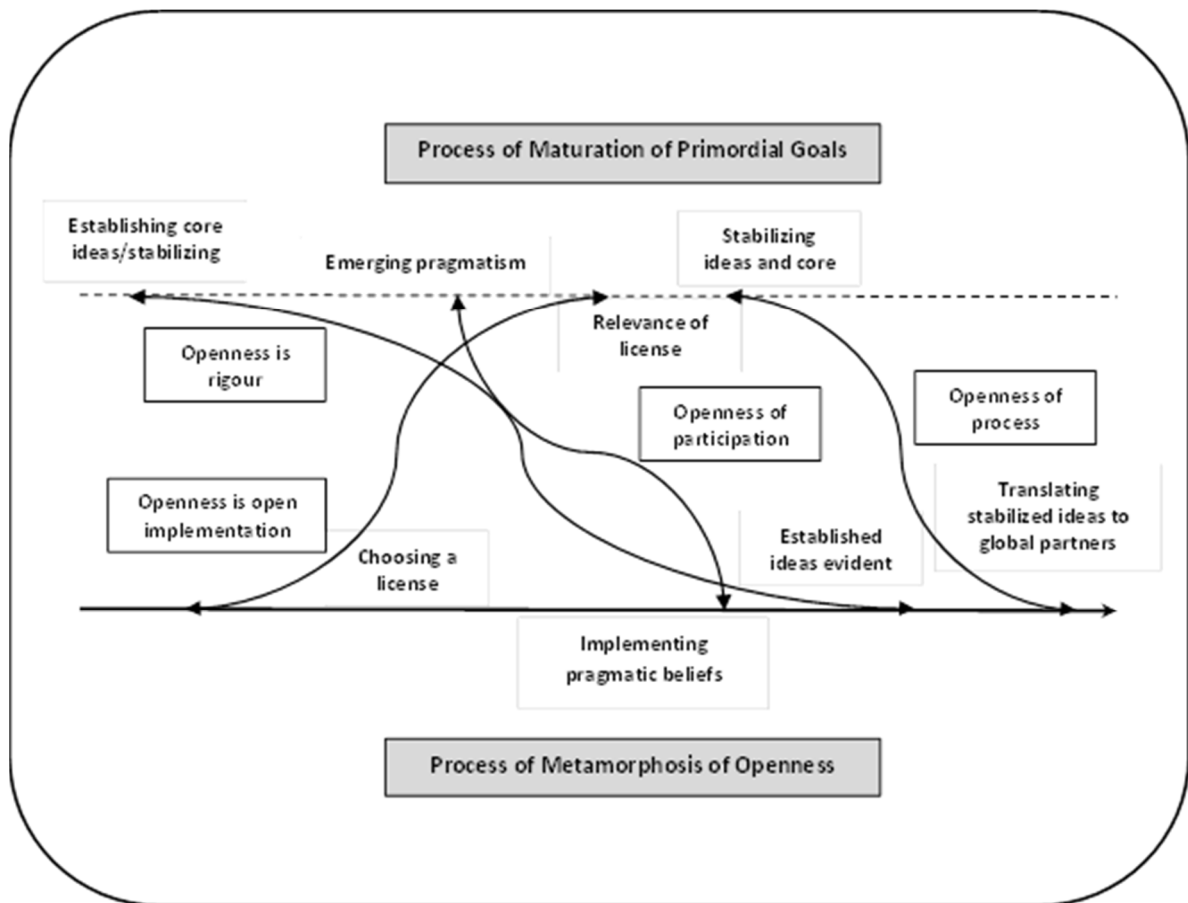 Process of Maturation of Primordial Goals
Establishing core
ideas/stabilizing
Emerging pragmatism
Stabilizing
ideas and core
Openness is
rigour
Relevance of
license
Openness of
participation
Openness of
process
Openness is open
implementation
Choosing a
license
Established
ideas evident
Translating
stabilized ideas to
global partners
Implementing
pragmatic beliefs
Process of Metamorphosis of Openness